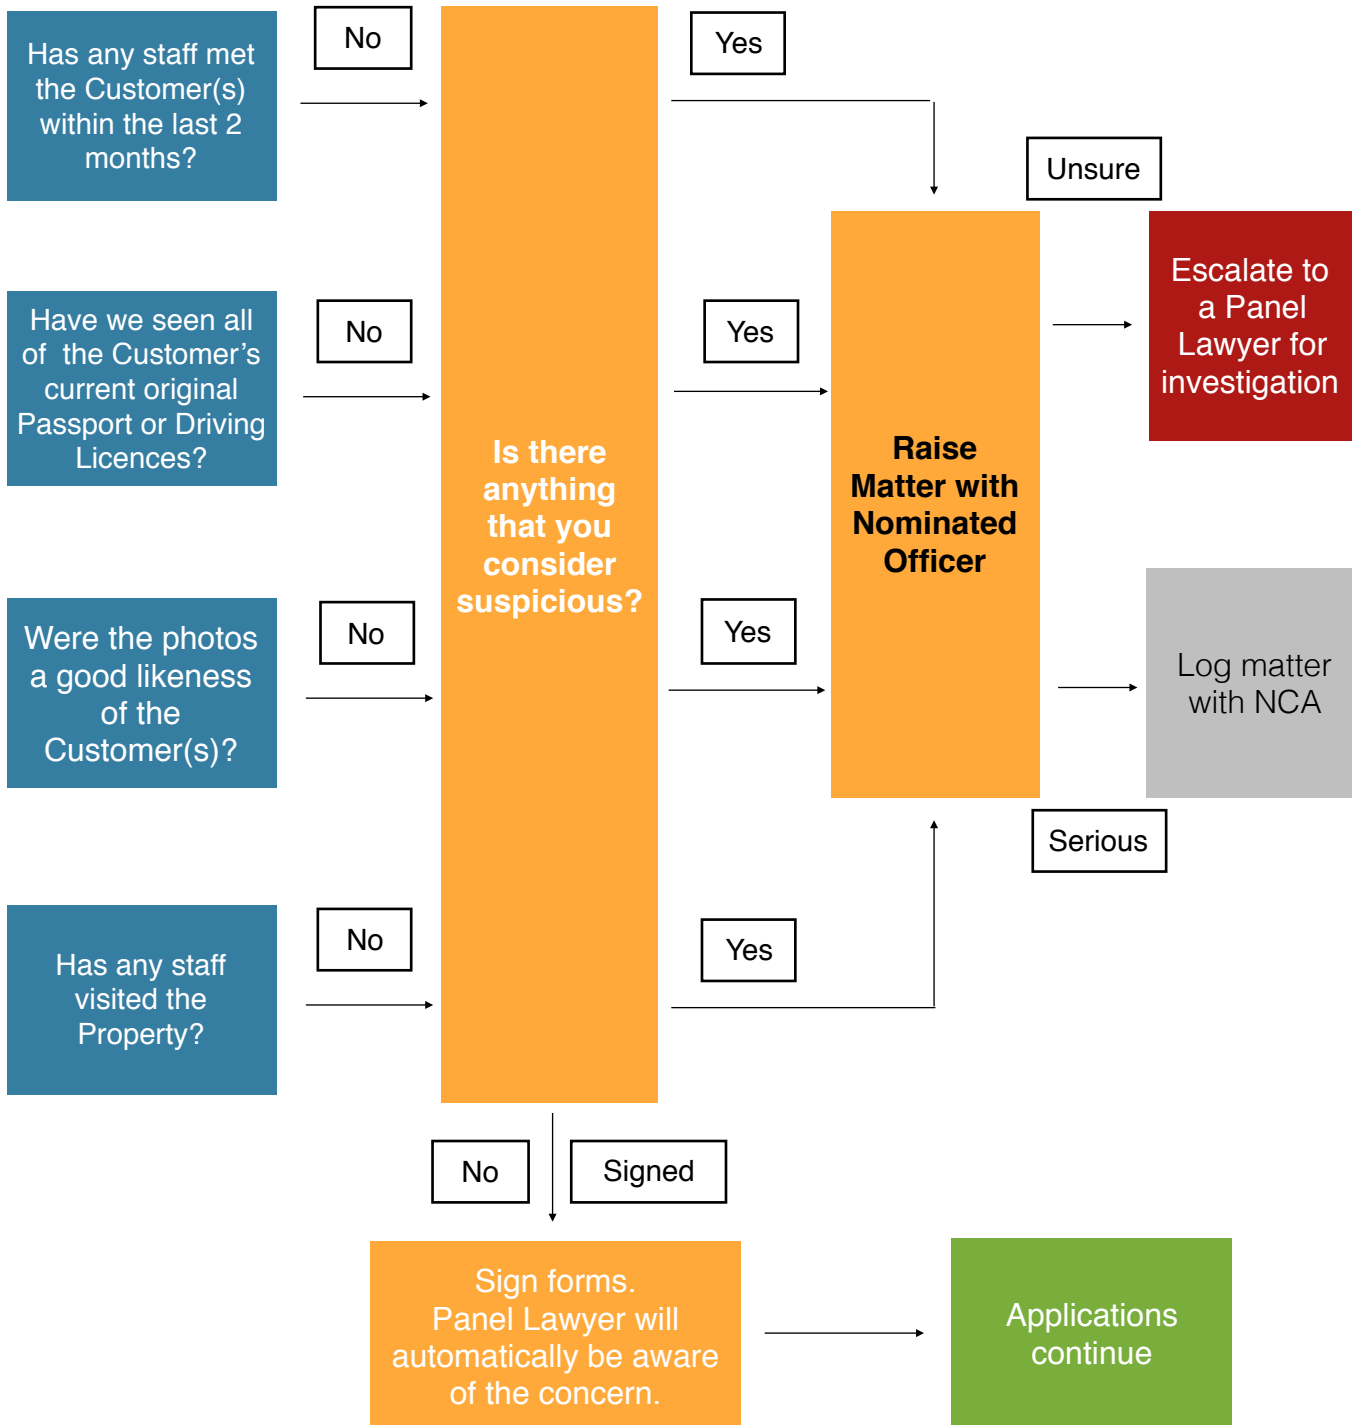 Has any staff met
the Customer(s)
within the last 2
months?
No
Yes
Unsure
Have we seen all
of the Customer’s
current original
Passport or Driving
Licences?
No
Is there
anything
that you
consider
suspicious?
Yes
Raise
Matter with
Nominated
Officer
Escalate to
a Panel
Lawyer for
investigation
Were the photos
a good likeness
of the
Customer(s)?
No
Yes
Log matter
with NCA
Serious
Has any staff
visited the
Property?
No
Yes
No
Signed
Sign forms.
Panel Lawyer will
automatically be aware
of the concern.
Applications
continue